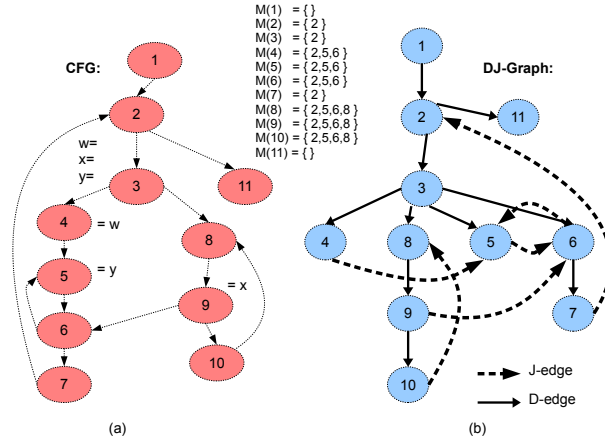 CFG:
1
2
w=
x=
y=
3
11
4
= w
8
5
= y
9
= x
6
10
7
(a)
M(1) = { }
M(2) = { 2 }
M(3) = { 2 }
M(4) = { 2,5,6 }
M(5) = { 2,5,6 }
M(6) = { 2,5,6 }
M(7) = { 2 }
M(8) = { 2,5,6,8 }
M(9) = { 2,5,6,8 }
M(10) = { 2,5,6,8 }
M(11) = { }
DJ-Graph:
1
2
11
3
4
8
5
6
9
7
10
J-edge
D-edge
(b)